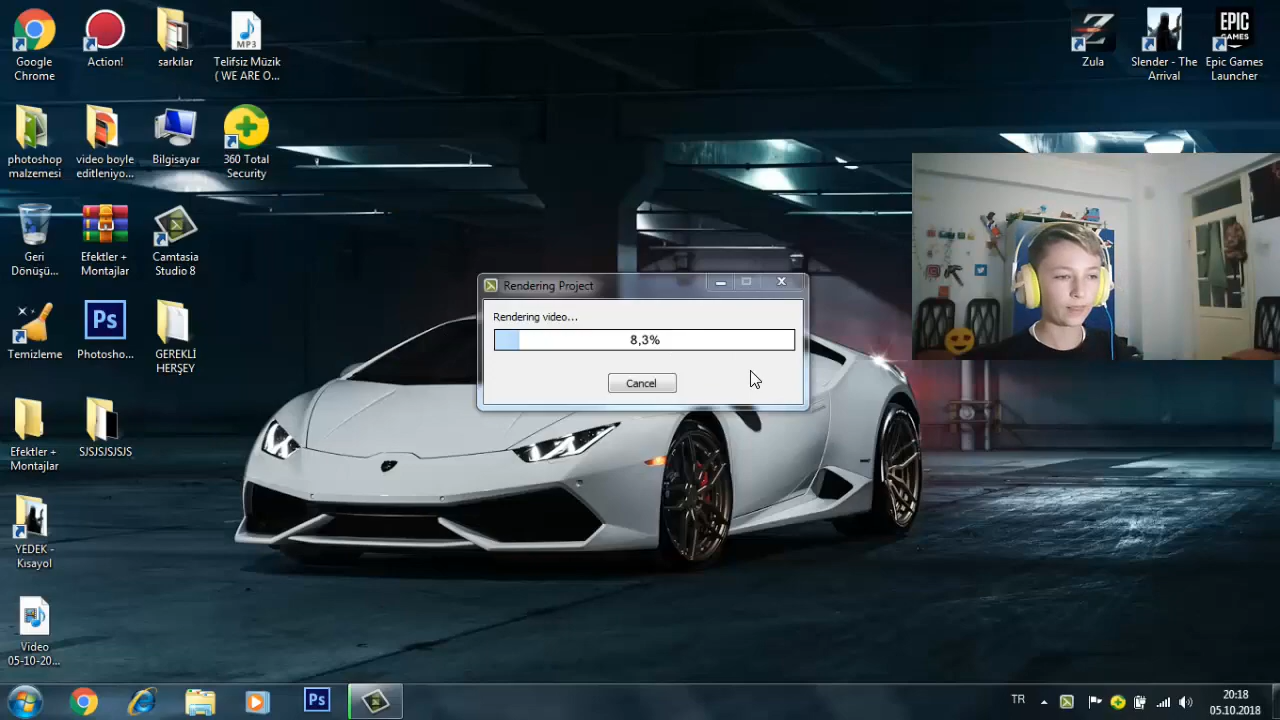 Google
Chrome
Action!
sarkılar
Telifsiz Müzik
( WE ARE O...
MP3
Zula
Slender - The
Arrival
EPIC
GAMES
Epic Games
Launcher
photoshop
malzemesi
video boyle
editleniyo...
Bilgisayar
360 Total
Security
Geri
Dönüşü...
Efektler +
Montajlar
Camtasia
Studio 8
Temizleme
Ps
Photosho...
GEREKLİ
HERŞEY
Efektler +
Montajlar
SJSJSJSJSJS
YEDEK -
Kısayol
Video
05-10-20...
Rendering Project
Rendering video...
8,3%
Cancel
Ps
TR
20:18
05.10.2018